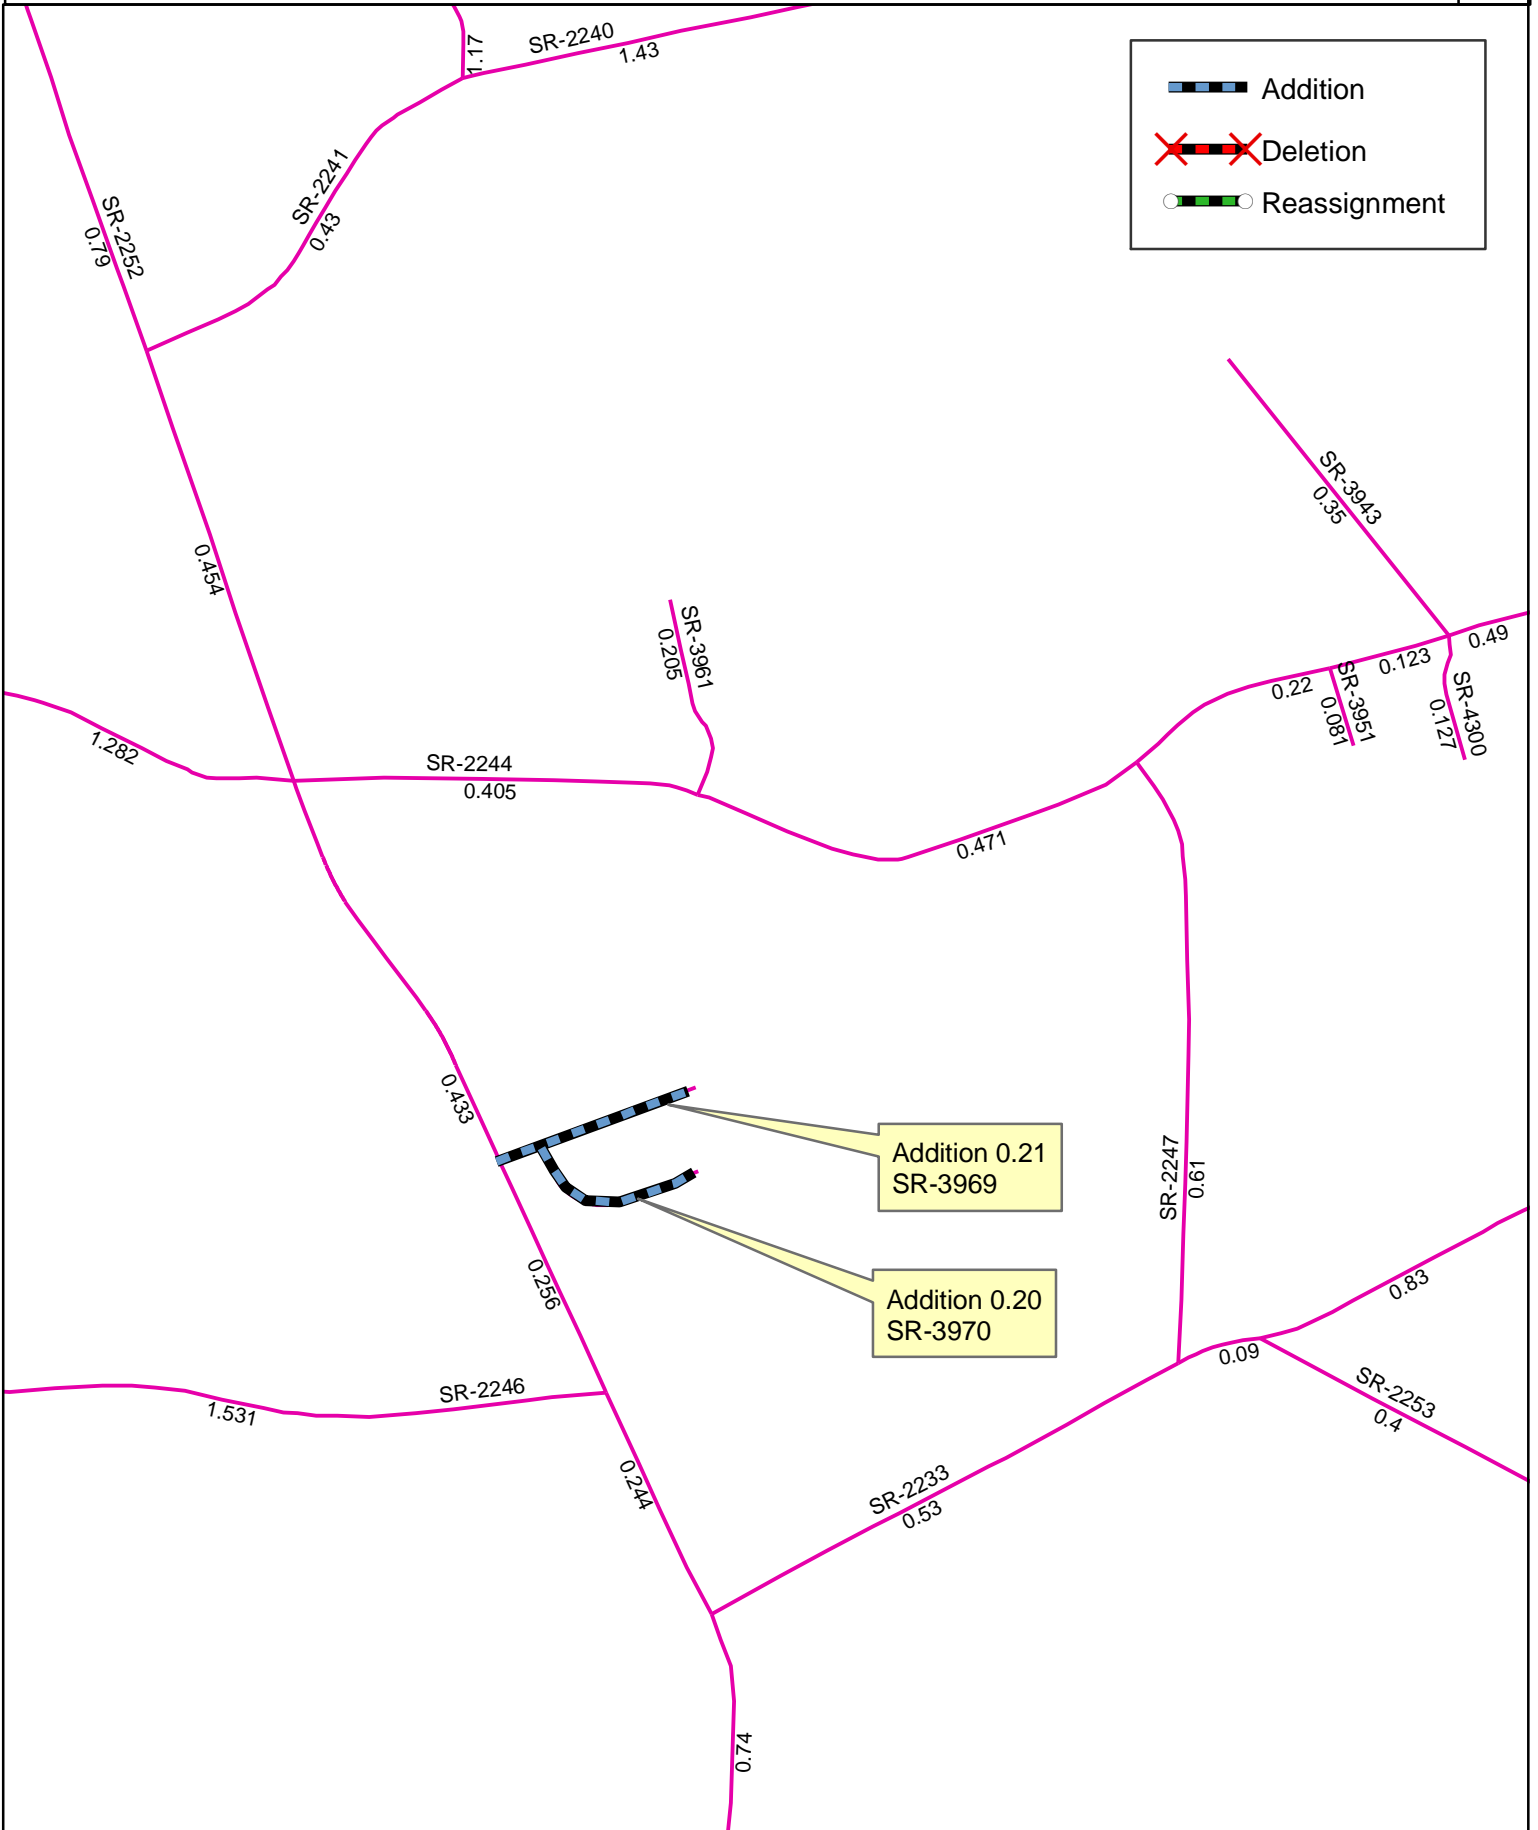 1.17
SR-2240
1.43
Addition
Deletion
Reassignment
SR-2241
0.43
SR-2252
0.79
SR-3943
0.35
0.454
SR-3961
0.205
0.49
0.123
0.22
SR-3951
0.081
SR-4300
0.127
1.282
SR-2244
0.405
0.471
0.433
Addition 0.21
SR-3969
SR-2247
0.61
0.256
Addition 0.20
SR-3970
0.83
0.09
SR-2253
0.4
SR-2246
1.531
0.244
SR-2233
0.53
0.74